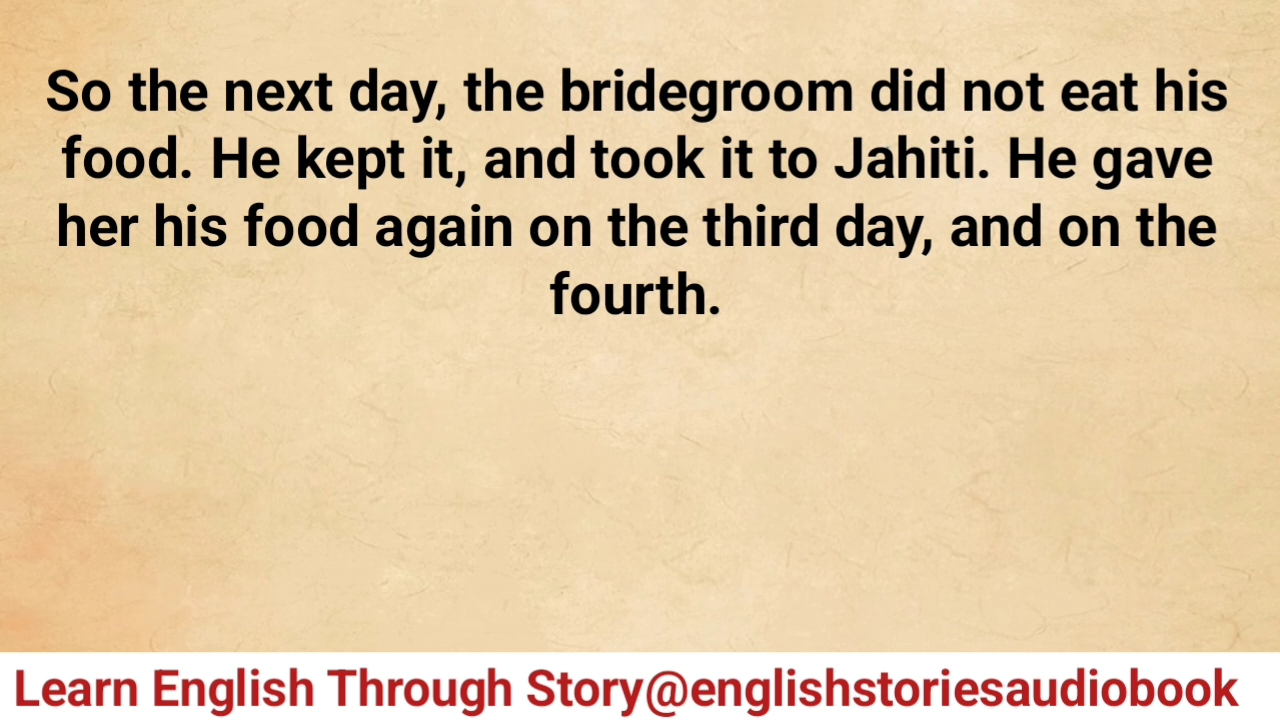 So the next day, the bridegroom did not eat his
food. He kept it, and took it to Jahiti. He gave
her his food again on the third day, and on the
fourth.
Learn English Through Story@englishstoriesaudiobook